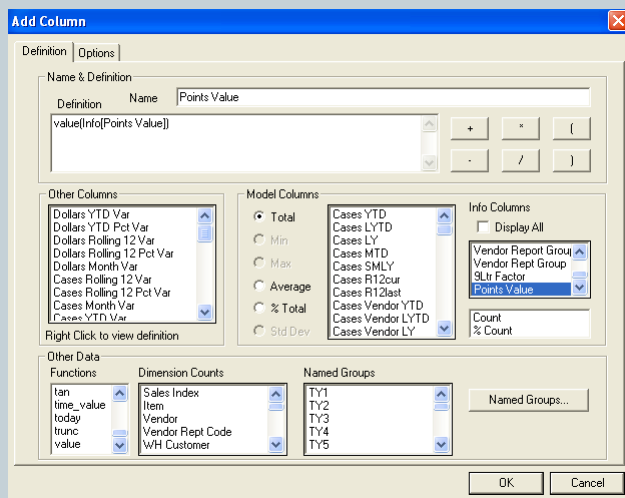 Add Column
Definition Options
Name & Definition
Definition Name Points Value
value(Info[Points Value])
+ * (
- / )
Other Columns
Dollars YTD Var
Dollars YTD Pct Var
Dollars Rolling 12 Var
Dollars Rolling 12 Pct Var
Dollars Month Var
Cases Rolling 12 Var
Cases Rolling 12 Pct Var
Cases Month Var
Cases YTD Var
Right Click to view definition
Model Columns
Total
Min
Max
Average
% Total
Std Dev
Cases YTD
Cases LYTD
Cases LY
Cases MTD
Cases SMLY
Cases R12cur
Cases R12last
Cases Vendor YTD
Cases Vendor LYTD
Cases Vendor LY
Info Columns
Display All
Vendor Report Group
Vendor Rept Group
9Ltr Factor
Points Value
Count
% Count
Other Data
Functions
tan
time_value
today
trunc
value
Dimension Counts
Sales Index
Item
Vendor
Vendor Rept Code
WH Customer
Named Groups
TY1
TY2
TY3
TY4
TY5
Named Groups...
OK Cancel